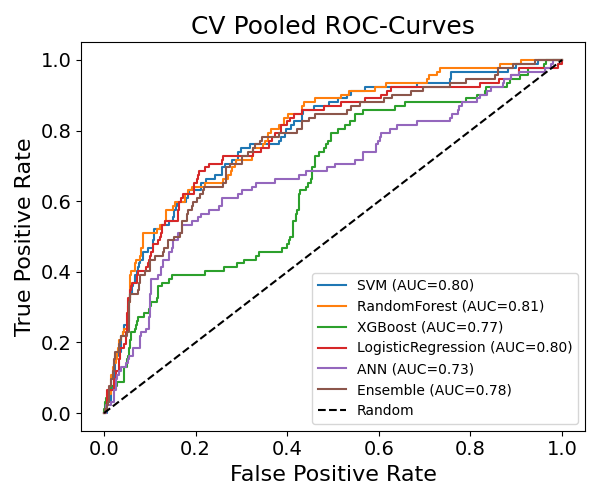 CV Pooled ROC-Curves
True Positive Rate
1.0
0.8
0.6
0.4
0.2
0.0
SVM (AUC=0.80)
RandomForest (AUC=0.81)
XGBoost (AUC=0.77)
LogisticRegression (AUC=0.80)
ANN (AUC=0.73)
Ensemble (AUC=0.78)
Random
0.0 0.2 0.4 0.6 0.8 1.0
False Positive Rate